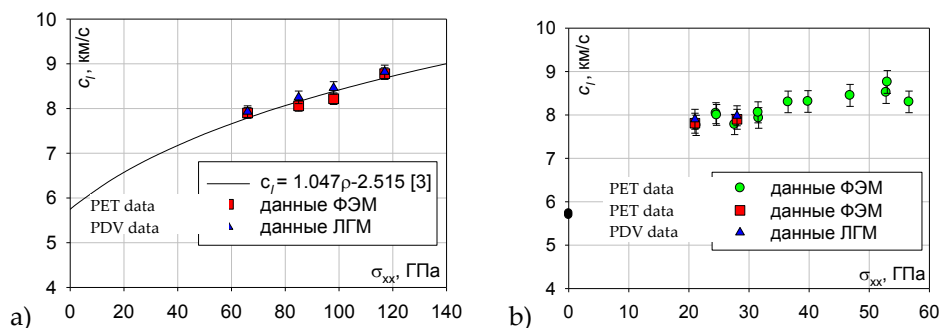 10
9
8
7
6
5
4
c_l, км/с
c_l = 1.047ρ-2.515 [3]
PET data данные ФЭМ
PDV data данные ЛГМ
σ_xx, ГПа
0 20 40 60 80 100 120 140
a)
10
9
8
7
6
5
4
c_l, км/с
PET data данные ФЭМ
PET data данные ФЭМ
PDV data данные ЛГМ
σ_xx, ГПа
0 10 20 30 40 50 60
b)